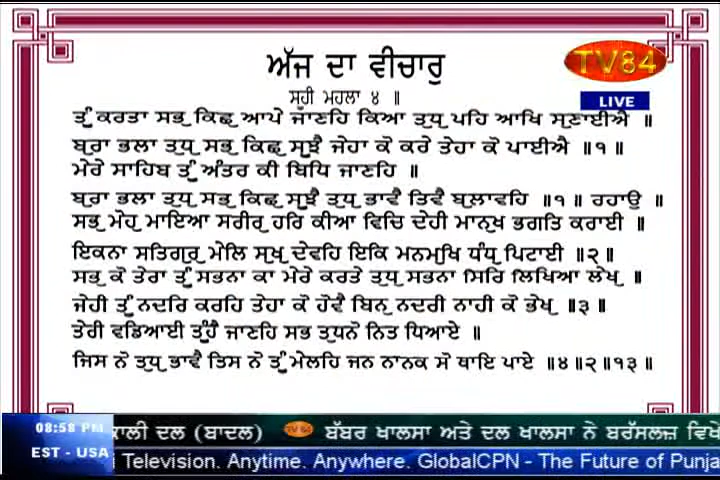 ਅੱਜ ਦਾ ਵੀਚਾਰੁ
TV84
LIVE
ਸੂਹੀ ਮਹਲਾ ੪ ॥
ਤੂੰ ਕਰਤਾ ਸਭੁ ਕਿਛੁ ਆਪੇ ਜਾਣਹਿ ਕਿਆ ਤੁਧੁ ਪਹਿ ਆਖਿ ਸੁਣਾਈਐ ॥
ਬੁਰਾ ਭਲਾ ਤੁਧੁ ਸਭੁ ਕਿਛੁ ਸੂਝੈ ਜੇਹਾ ਕੋ ਕਰੇ ਤੇਹਾ ਕੋ ਪਾਈਐ ॥੧॥
ਮੇਰੇ ਸਾਹਿਬ ਤੂੰ ਅੰਤਰ ਕੀ ਬਿਧਿ ਜਾਣਹਿ ॥
ਬੁਰਾ ਭਲਾ ਤੁਧੁ ਸਭੁ ਕਿਛੁ ਸੂਝੈ ਤੁਧੁ ਭਾਵੈ ਤਿਵੈ ਬੁਲਾਵਹਿ ॥੧॥ ਰਹਾਉ ॥
ਸਭੁ ਮੋਹੁ ਮਾਇਆ ਸਰੀਰੁ ਹਰਿ ਕੀਆ ਵਿਚਿ ਦੇਹੀ ਮਾਨੁਖ ਭਗਤਿ ਕਰਾਈ ॥
ਇਕਨਾ ਸਤਿਗੁਰੁ ਮੇਲਿ ਸੁਖੁ ਦੇਵਹਿ ਇਕਿ ਮਨਮੁਖਿ ਧੰਧੁ ਪਿਟਾਈ ॥੨॥
ਸਭੁ ਕੋ ਤੇਰਾ ਤੂੰ ਸਭਨਾ ਕਾ ਮੇਰੇ ਕਰਤੇ ਤੁਧੁ ਸਭਨਾ ਸਿਰਿ ਲਿਖਿਆ ਲੇਖੁ ॥
ਜੇਹੀ ਤੂੰ ਨਦਰਿ ਕਰਹਿ ਤੇਹਾ ਕੋ ਹੋਵੈ ਬਿਨੁ ਨਦਰੀ ਨਾਹੀ ਕੋ ਭੇਖੁ ॥੩॥
ਤੇਰੀ ਵਡਿਆਈ ਤੂੰਹੈ ਜਾਣਹਿ ਸਭ ਤੁਧਨੋ ਨਿਤ ਧਿਆਏ ॥
ਜਿਸ ਨੋ ਤੁਧੁ ਭਾਵੈ ਤਿਸ ਨੋ ਤੂੰ ਮੇਲਹਿ ਜਨ ਨਾਨਕ ਸੋ ਥਾਇ ਪਾਏ ॥੪॥੨॥੧੩॥
08:58 PM
ਕਾਲੀ ਦਲ (ਬਾਦਲ) TV84 ਬੱਬਰ ਖਾਲਸਾ ਅਤੇ ਦਲ ਖਾਲਸਾ ਨੇ ਬਰੱਸਲਜ਼ ਵਿਖੇ
EST - USA
Television. Anytime. Anywhere. GlobalCPN - The Future of Punja